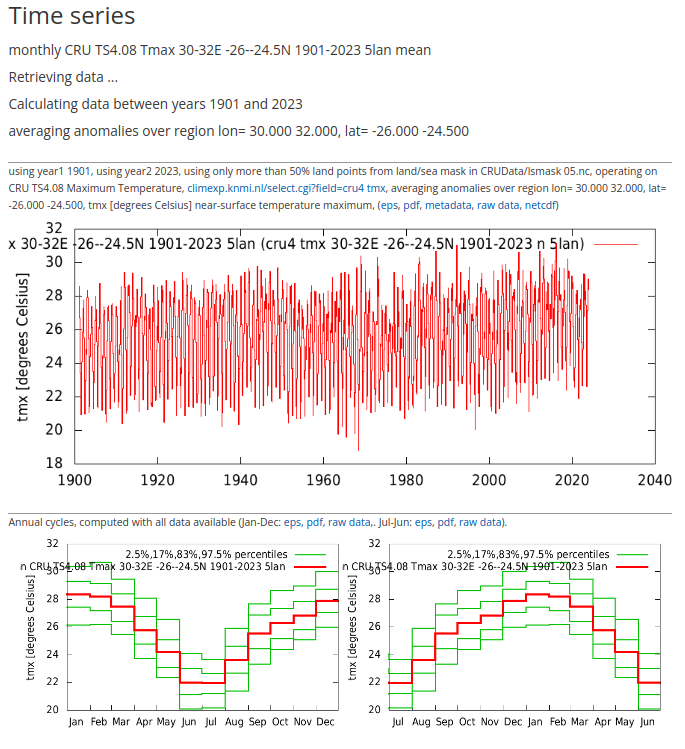 Time series
monthly CRU TS4.08 Tmax 30-32E -26--24.5N 1901-2023 5lan mean
Retrieving data ...
Calculating data between years 1901 and 2023
averaging anomalies over region lon= 30.000 32.000, lat= -26.000 -24.500
using year1 1901, using year2 2023, using only more than 50% land points from land/sea mask in CRUData/lsmask 05.nc, operating on
CRU TS4.08 Maximum Temperature, climexp.knmi.nl/select.cgi?field=cru4 tmx, averaging anomalies over region lon= 30.000 32.000, lat=
-26.000 -24.500, tmx [degrees Celsius] near-surface temperature maximum, (eps, pdf, metadata, raw data, netcdf)
x 30-32E -26--24.5N 1901-2023 5lan (cru4 tmx 30-32E -26--24.5N 1901-2023 n 5lan)
tmx [degrees Celsius]
32
30
28
26
24
22
20
18
1900 1920 1940 1960 1980 2000 2020 2040
Annual cycles, computed with all data available (Jan-Dec: eps, pdf, raw data,. Jul-Jun: eps, pdf, raw data).
2.5%,17%,83%,97.5% percentiles
n CRU TS4.08 Tmax 30-32E -26--24.5N 1901-2023 5lan
tmx [degrees Celsius]
32
30
28
26
24
22
20
Jan Feb Mar Apr May Jun Jul Aug Sep Oct Nov Dec
2.5%,17%,83%,97.5% percentiles
n CRU TS4.08 Tmax 30-32E -26--24.5N 1901-2023 5lan
tmx [degrees Celsius]
32
30
28
26
24
22
20
Jul Aug Sep Oct Nov Dec Jan Feb Mar Apr May Jun